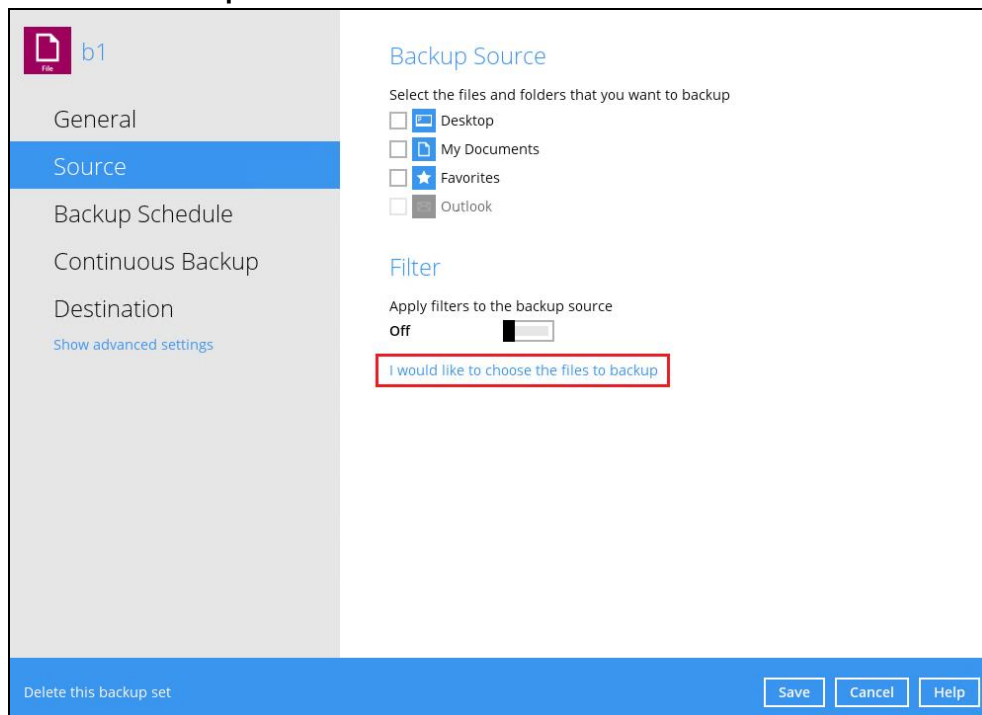 File
b1
General
Source
Backup Schedule
Continuous Backup
Destination
Show advanced settings
Backup Source
Select the files and folders that you want to backup
Desktop
My Documents
Favorites
Outlook
Filter
Apply filters to the backup source
Off
I would like to choose the files to backup
Delete this backup set
Save
Cancel
Help